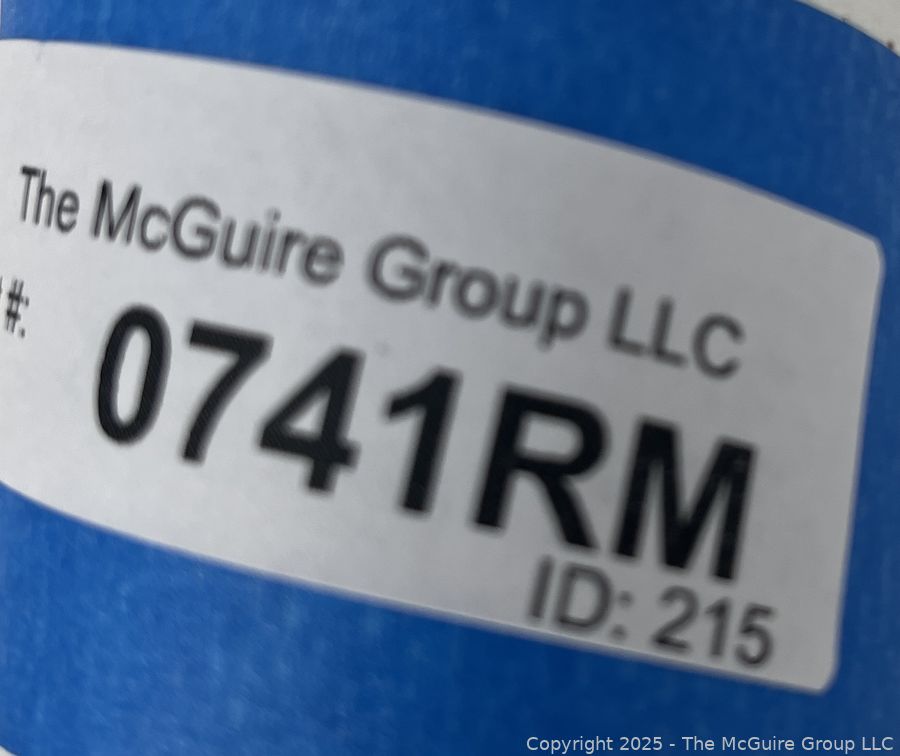 The McGuire Group LLC
#:
0741RM
ID: 215
Copyright 2025 - The McGuire Group LLC